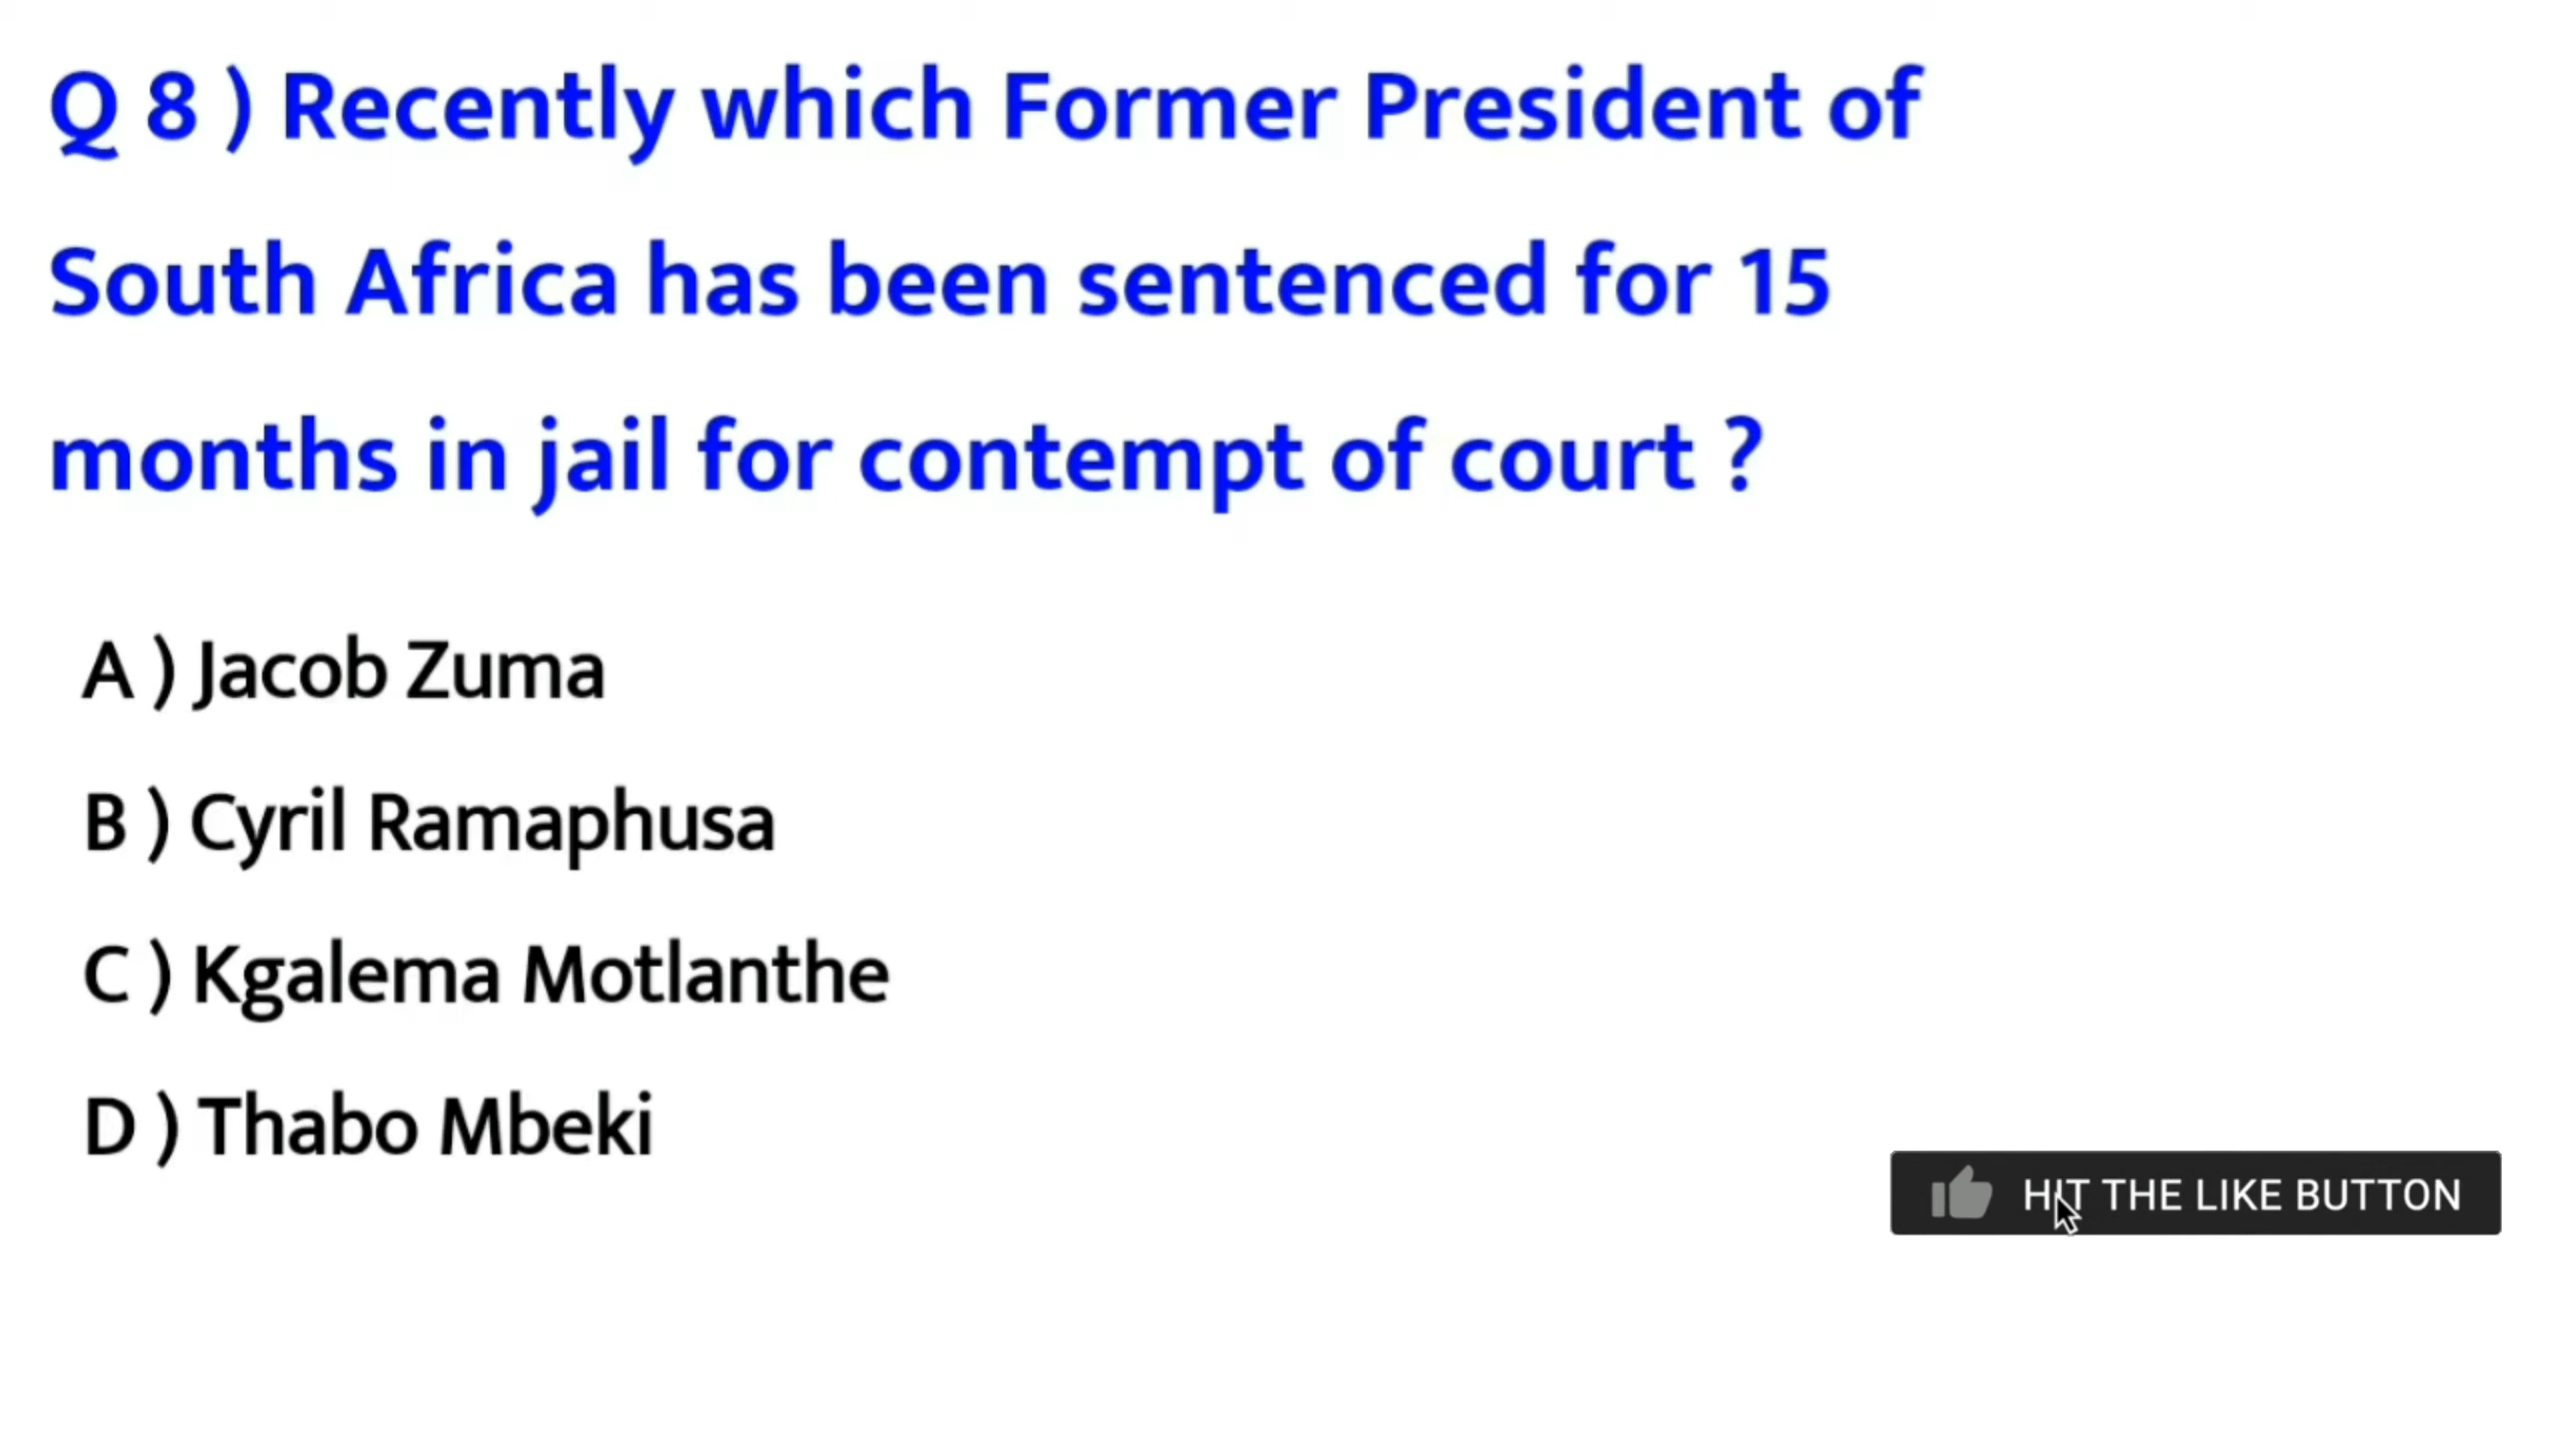 Q 8 ) Recently which Former President of
South Africa has been sentenced for 15
months in jail for contempt of court ?
A ) Jacob Zuma
B ) Cyril Ramaphusa
C ) Kgalema Motlanthe
D ) Thabo Mbeki
HIT THE LIKE BUTTON